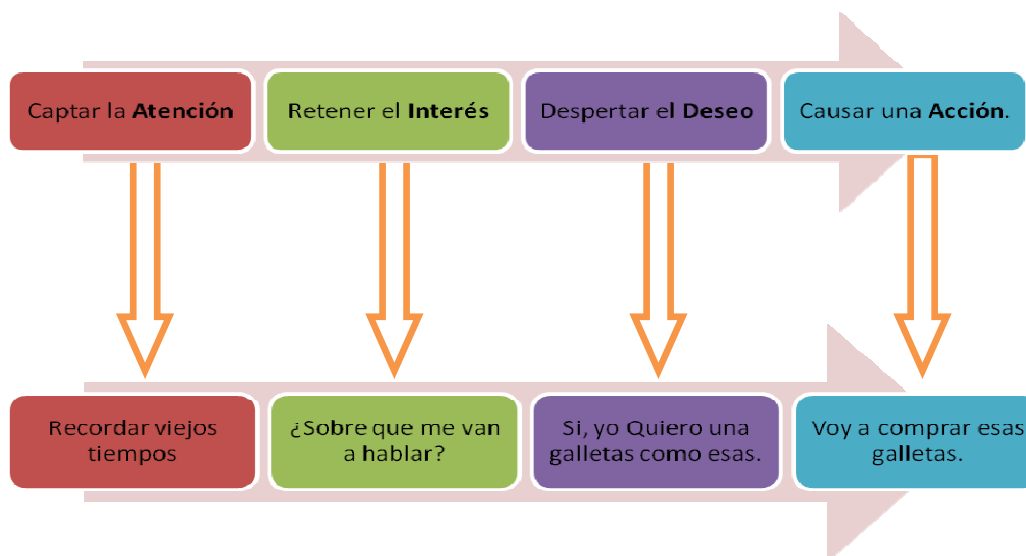 Captar la Atención
Retener el Interés
Despertar el Deseo
Causar una Acción.
Recordar viejos
tiempos
¿Sobre que me van
a hablar?
Si, yo Quiero una
galletas como esas.
Voy a comprar esas
galletas.